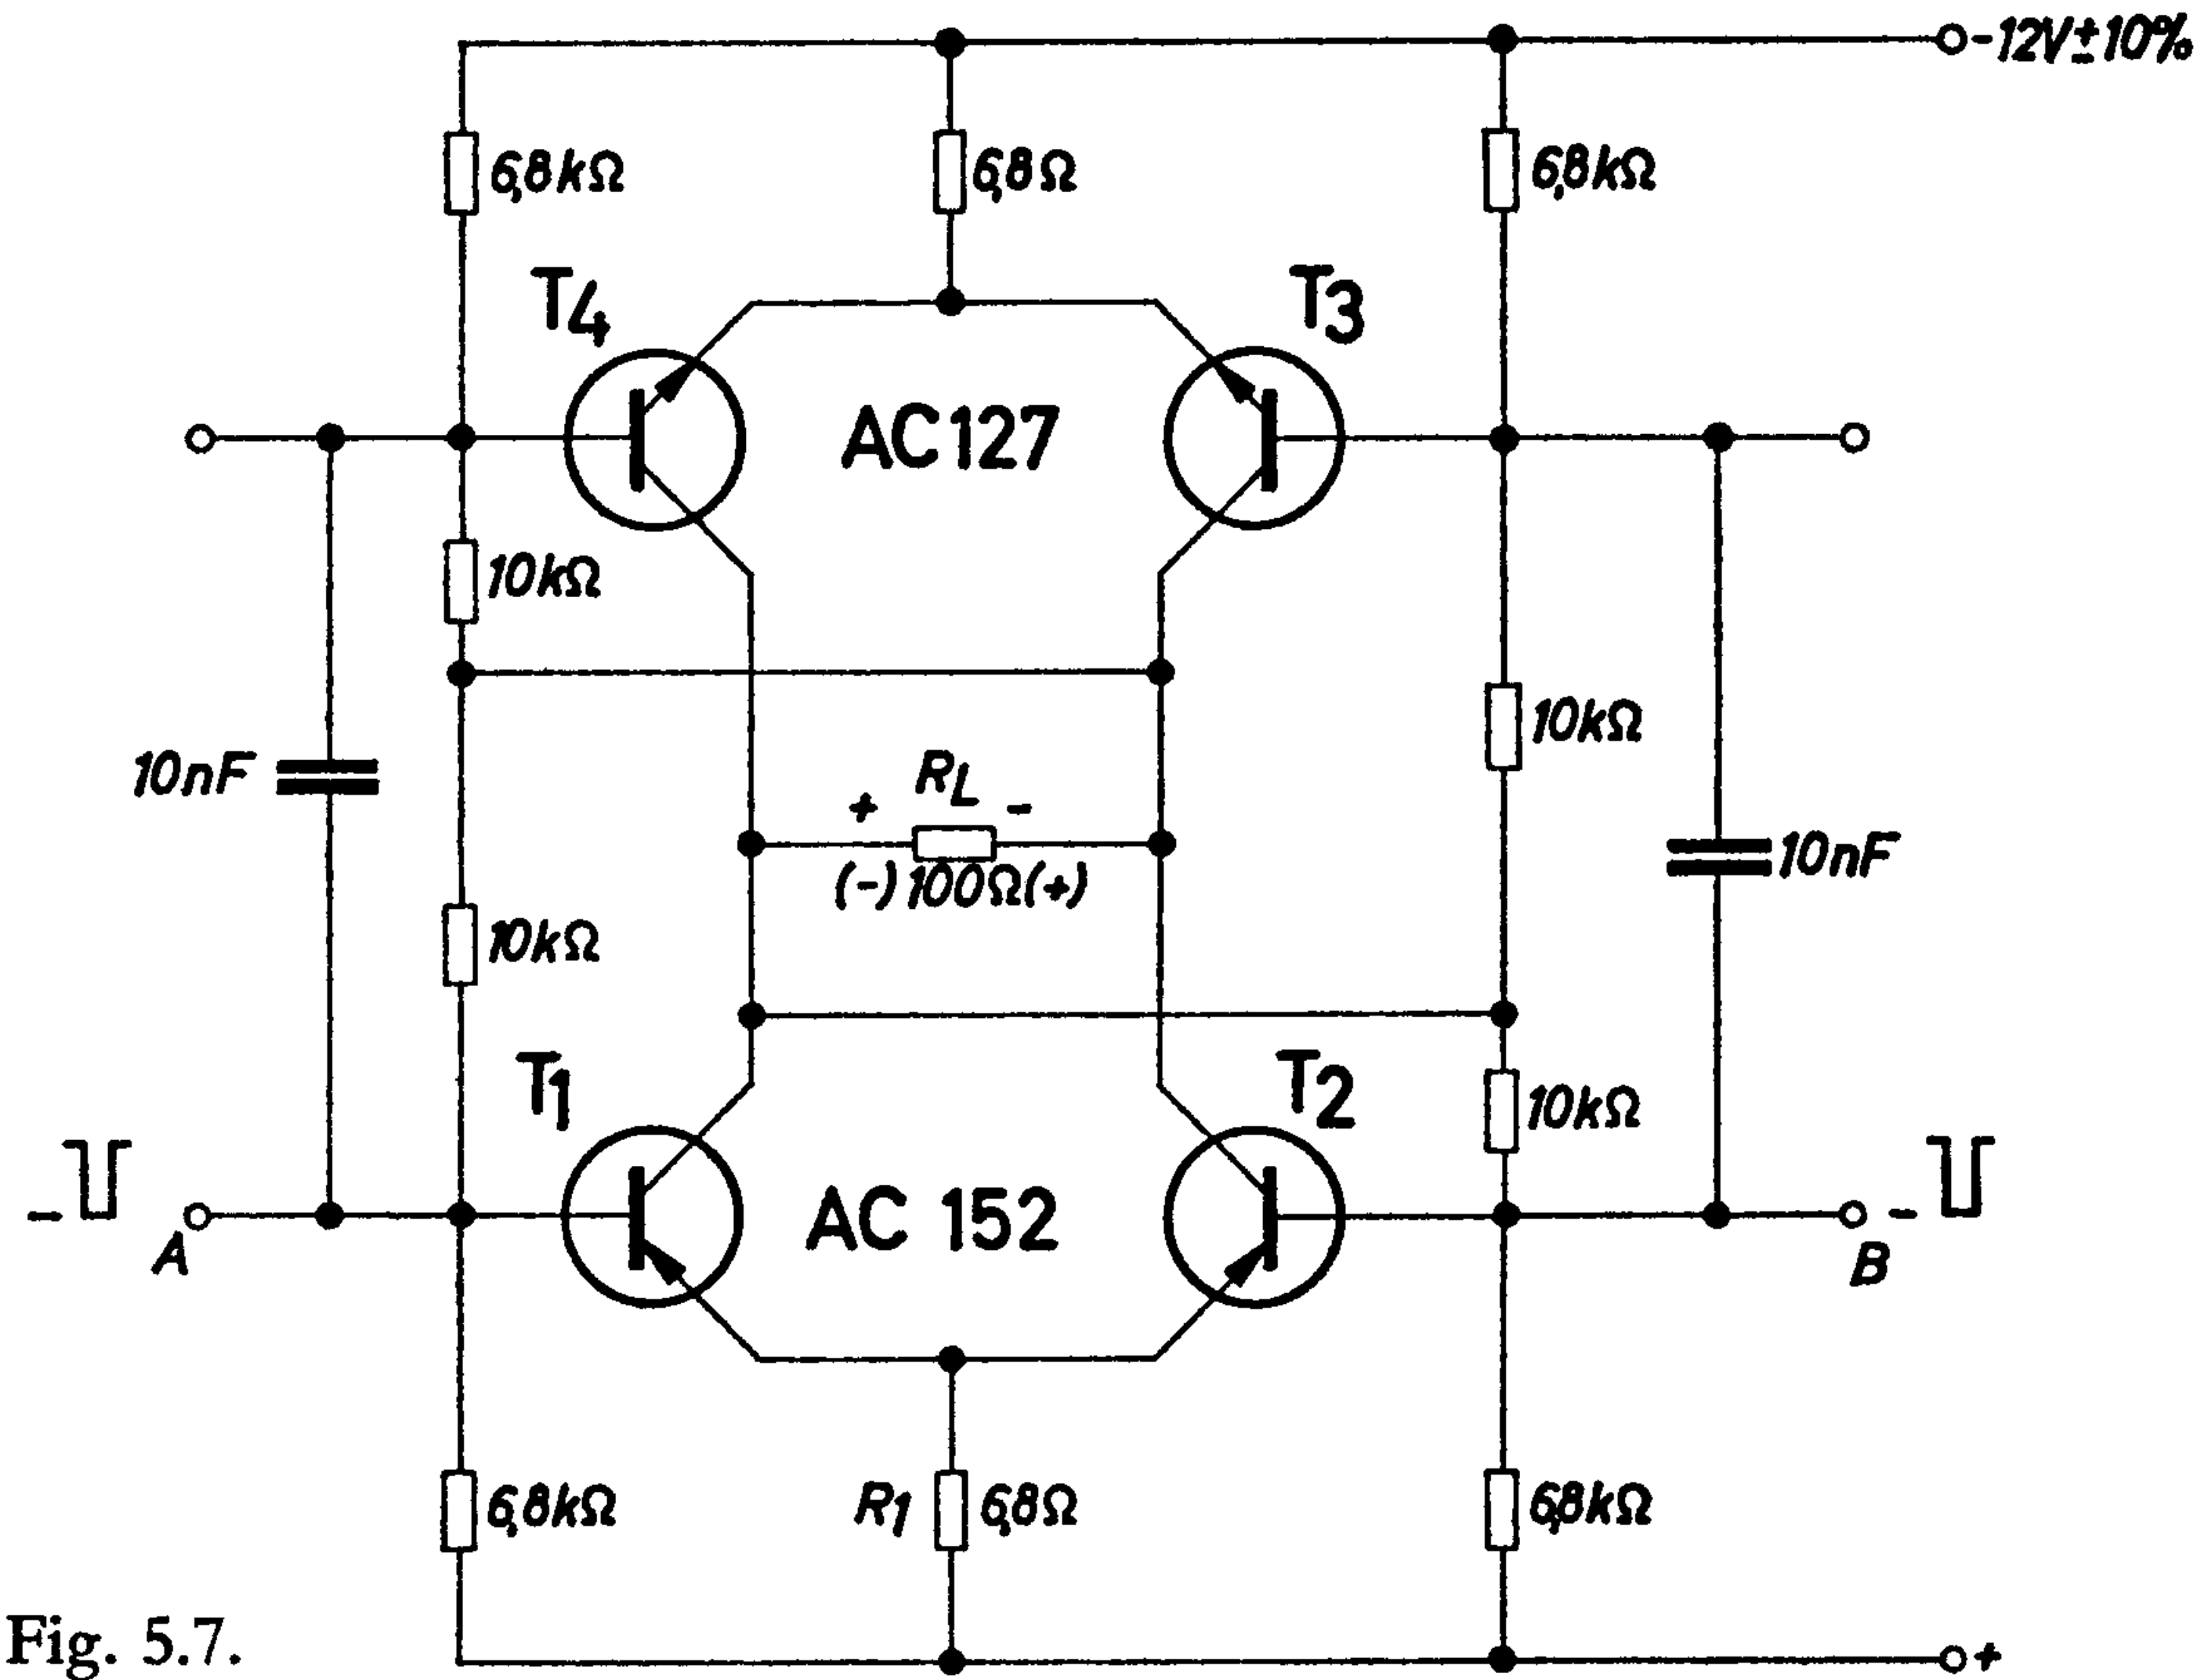 -12V±10%
6,8kΩ
6,8Ω
6,8kΩ
T4
T3
AC127
10kΩ
10kΩ
10nF
RL
+ -
(-) 100Ω (+)
10nF
10kΩ
10kΩ
T1
T2
-
A
AC 152
-
B
6,8kΩ
R1 6,8Ω
6,8kΩ
Fig. 5.7.
+